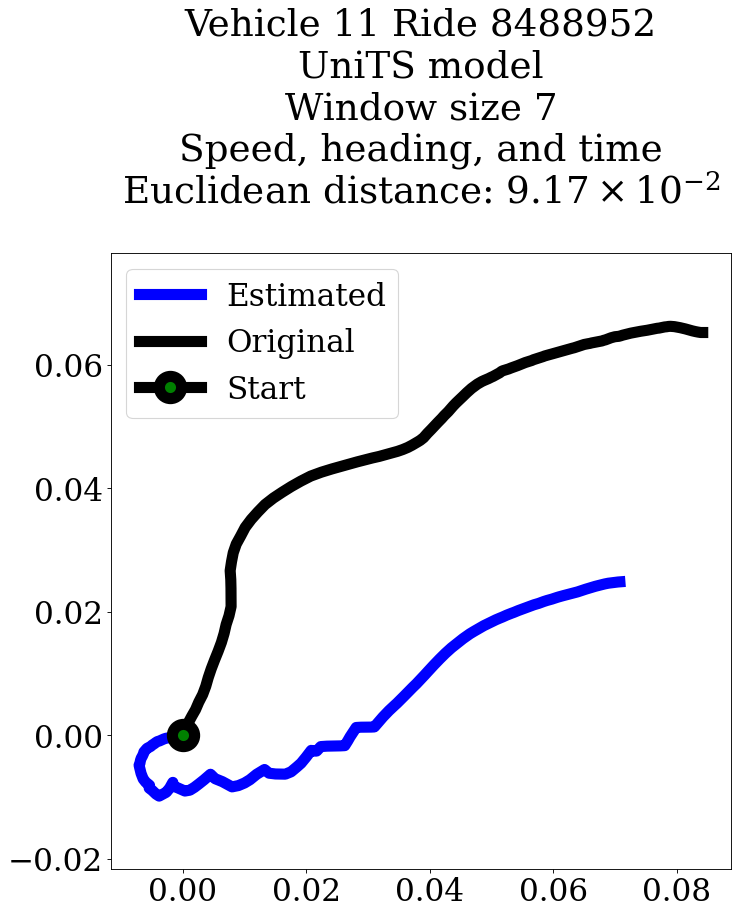 Vehicle 11 Ride 8488952
UniTS model
Window size 7
Speed, heading, and time
Euclidean distance: 9.17 × 10⁻²
Estimated
Original
Start
0.06
0.04
0.02
0.00
−0.02
0.00 0.02 0.04 0.06 0.08